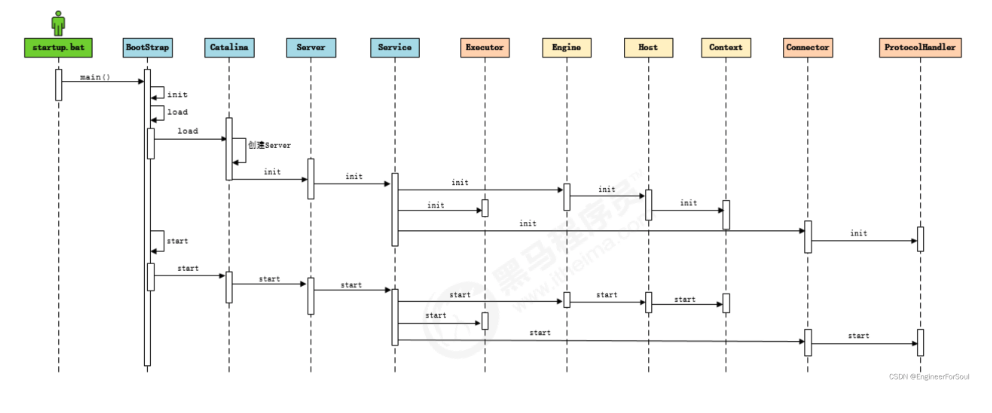 startup.bat
BootStrap
Catalina
Server
Service
Executor
Engine
Host
Context
Connector
ProtocolHandler
main()
init
load
load
创建Server
init
init
init
init
init
init
init
init
start
start
start
start
start
start
start
start
start
start
黑马程序员
www.itheima.com
CSDN @EngineerForSoul